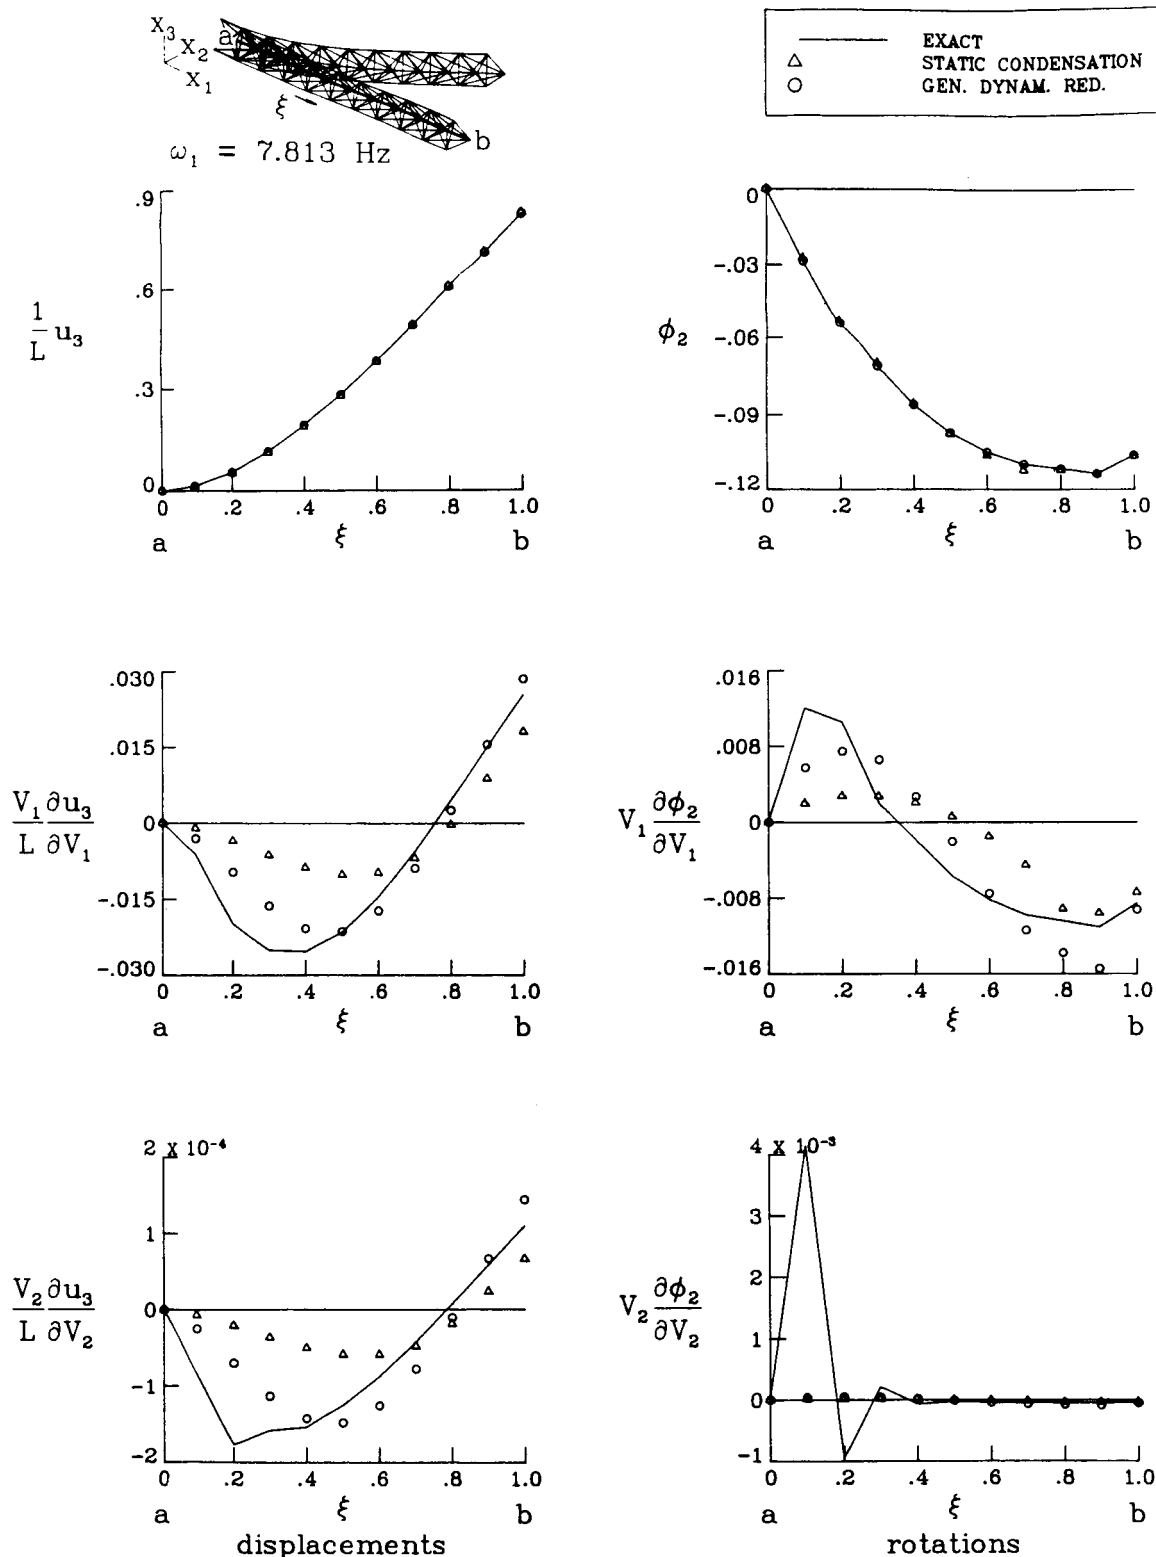 X₃
X₂
X₁
a
ξ
b
ω₁ = 7.813 Hz
EXACT
STATIC CONDENSATION
GEN. DYNAM. RED.
.9
.6
.3
0
1/L u₃
0 .2 .4 .6 .8 1.0
a ξ b
0
-.03
-.06
-.09
-.12
ϕ₂
0 .2 .4 .6 .8 1.0
a ξ b
.030
.015
0
-.015
-.030
V₁/L ∂u₃/∂V₁
0 .2 .4 .6 .8 1.0
a ξ b
.016
.008
0
-.008
-.016
V₁ ∂ϕ₂/∂V₁
0 .2 .4 .6 .8 1.0
a ξ b
2 X 10⁻⁴
1
0
-1
-2
V₂/L ∂u₃/∂V₂
0 .2 .4 .6 .8 1.0
a ξ b
displacements
4 X 10⁻³
3
2
1
0
-1
V₂ ∂ϕ₂/∂V₂
0 .2 .4 .6 .8 1.0
a ξ b
rotations